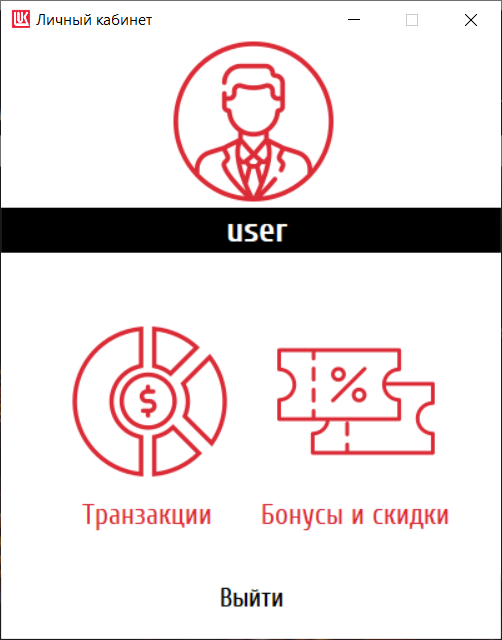 Личный кабинет
user
Транзакции
Бонусы и скидки
Выйти